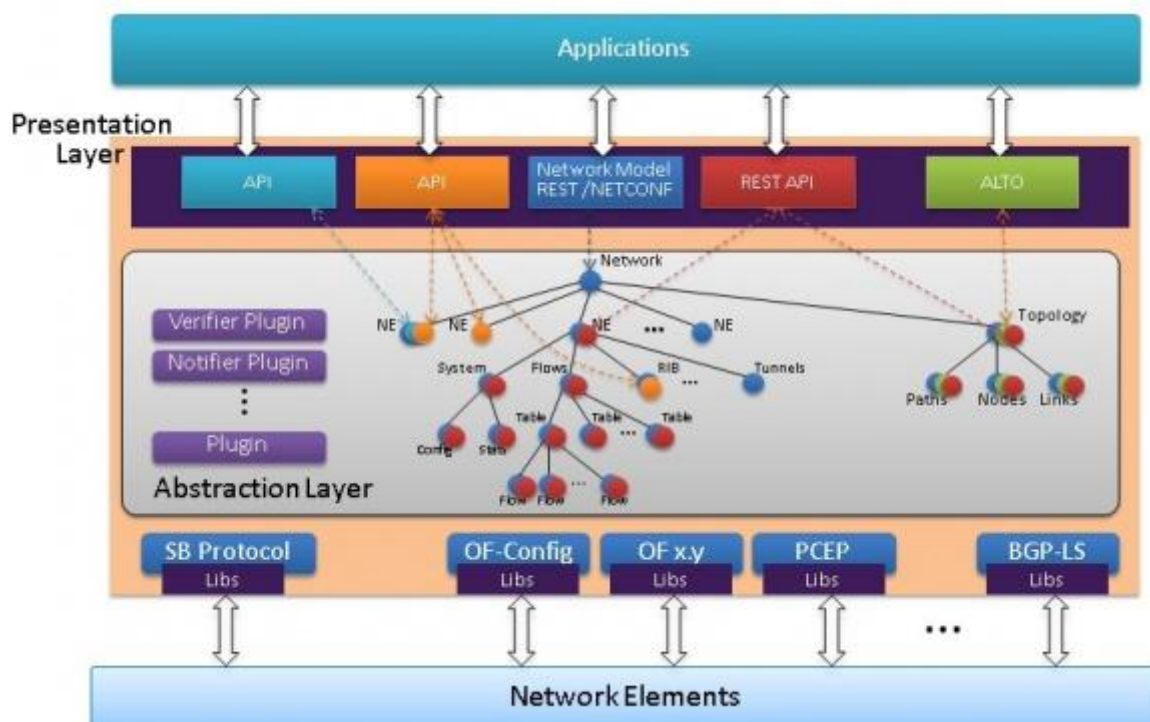 Applications
Presentation
Layer
API
API
Network Model
REST /NETCONF
REST API
ALTO
Network
Verifier Plugin
NE
NE
NE
...
NE
Topology
Notifier Plugin
System
Flows
RIB
...
Tunnels
Paths
Nodes
Links
Table
Table
...
Table
Plugin
Config
Stats
Abstraction Layer
Flow
Flow
...
Flow
SB Protocol
Libs
OF-Config
Libs
OF x.y
Libs
PCEP
Libs
BGP-LS
Libs
...
Network Elements